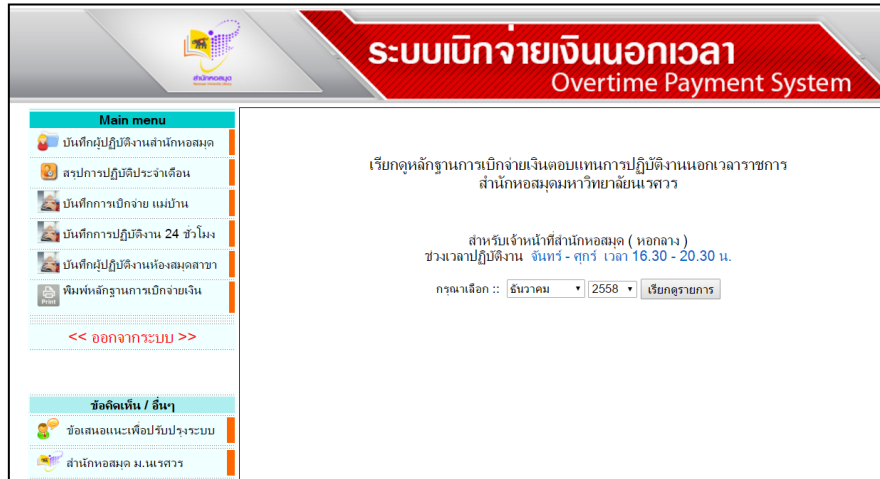 สำนักหอสมุด
ระบบเบิกจ่ายเงินนอกเวลา
Overtime Payment System
Main menu
บันทึกผู้ปฏิบัติงานสำนักหอสมุด
สรุปการปฏิบัติประจำเดือน
บันทึกการเบิกจ่าย แม่บ้าน
บันทึกการปฏิบัติงาน 24 ชั่วโมง
บันทึกผู้ปฏิบัติงานห้องสมุดสาขา
Print
พิมพ์หลักฐานการเบิกจ่ายเงิน
<< ออกจากระบบ >>
ข้อคิดเห็น / อื่นๆ
ข้อเสนอแนะเพื่อปรับปรุงระบบ
สำนักหอสมุด ม.นเรศวร
เรียกดูหลักฐานการเบิกจ่ายเงินตอบแทนการปฏิบัติงานนอกเวลาราชการ
สำนักหอสมุดมหาวิทยาลัยนเรศวร
สำหรับเจ้าหน้าที่สำนักหอสมุด ( หอกลาง )
ช่วงเวลาปฏิบัติงาน จันทร์ - ศุกร์ เวลา 16.30 - 20.30 น.
กรุณาเลือก :: ธันวาคม 2558 เรียกดูรายการ